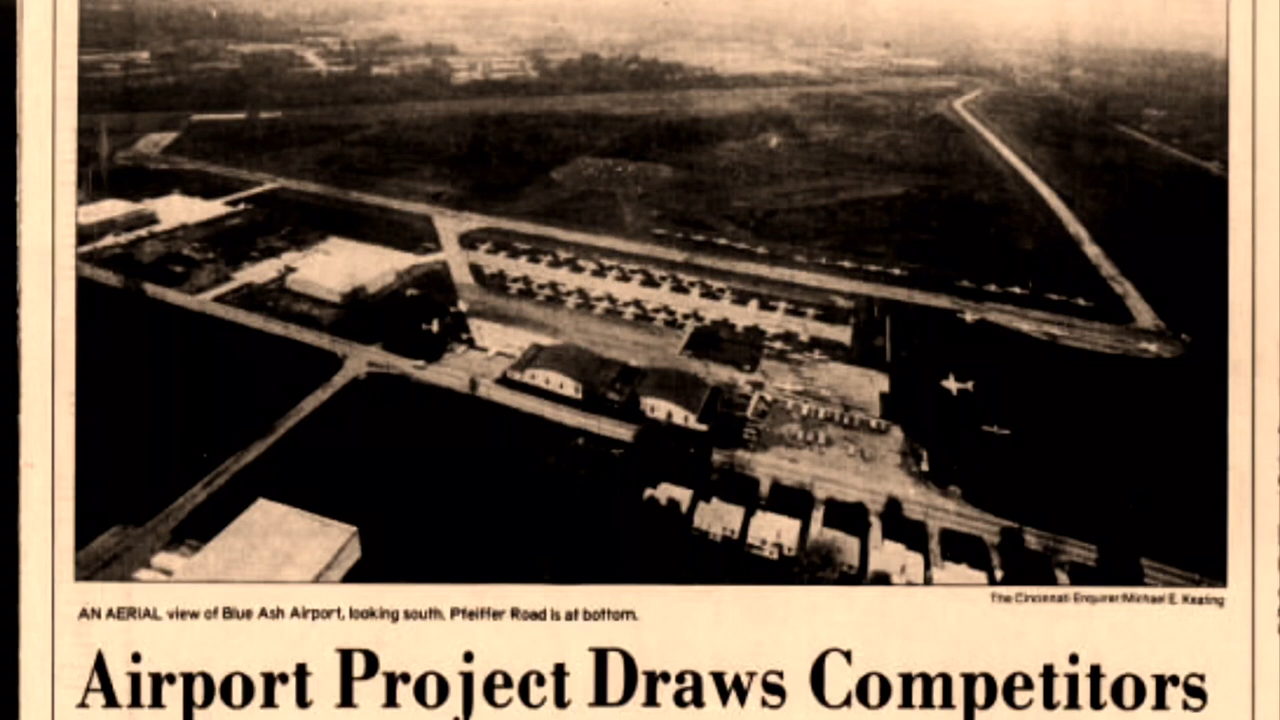 The Cincinnati Enquirer/Michael E. Keating
AN AERIAL view of Blue Ash Airport, looking south. Pfeiffer Road is at bottom.
Airport Project Draws Competitors